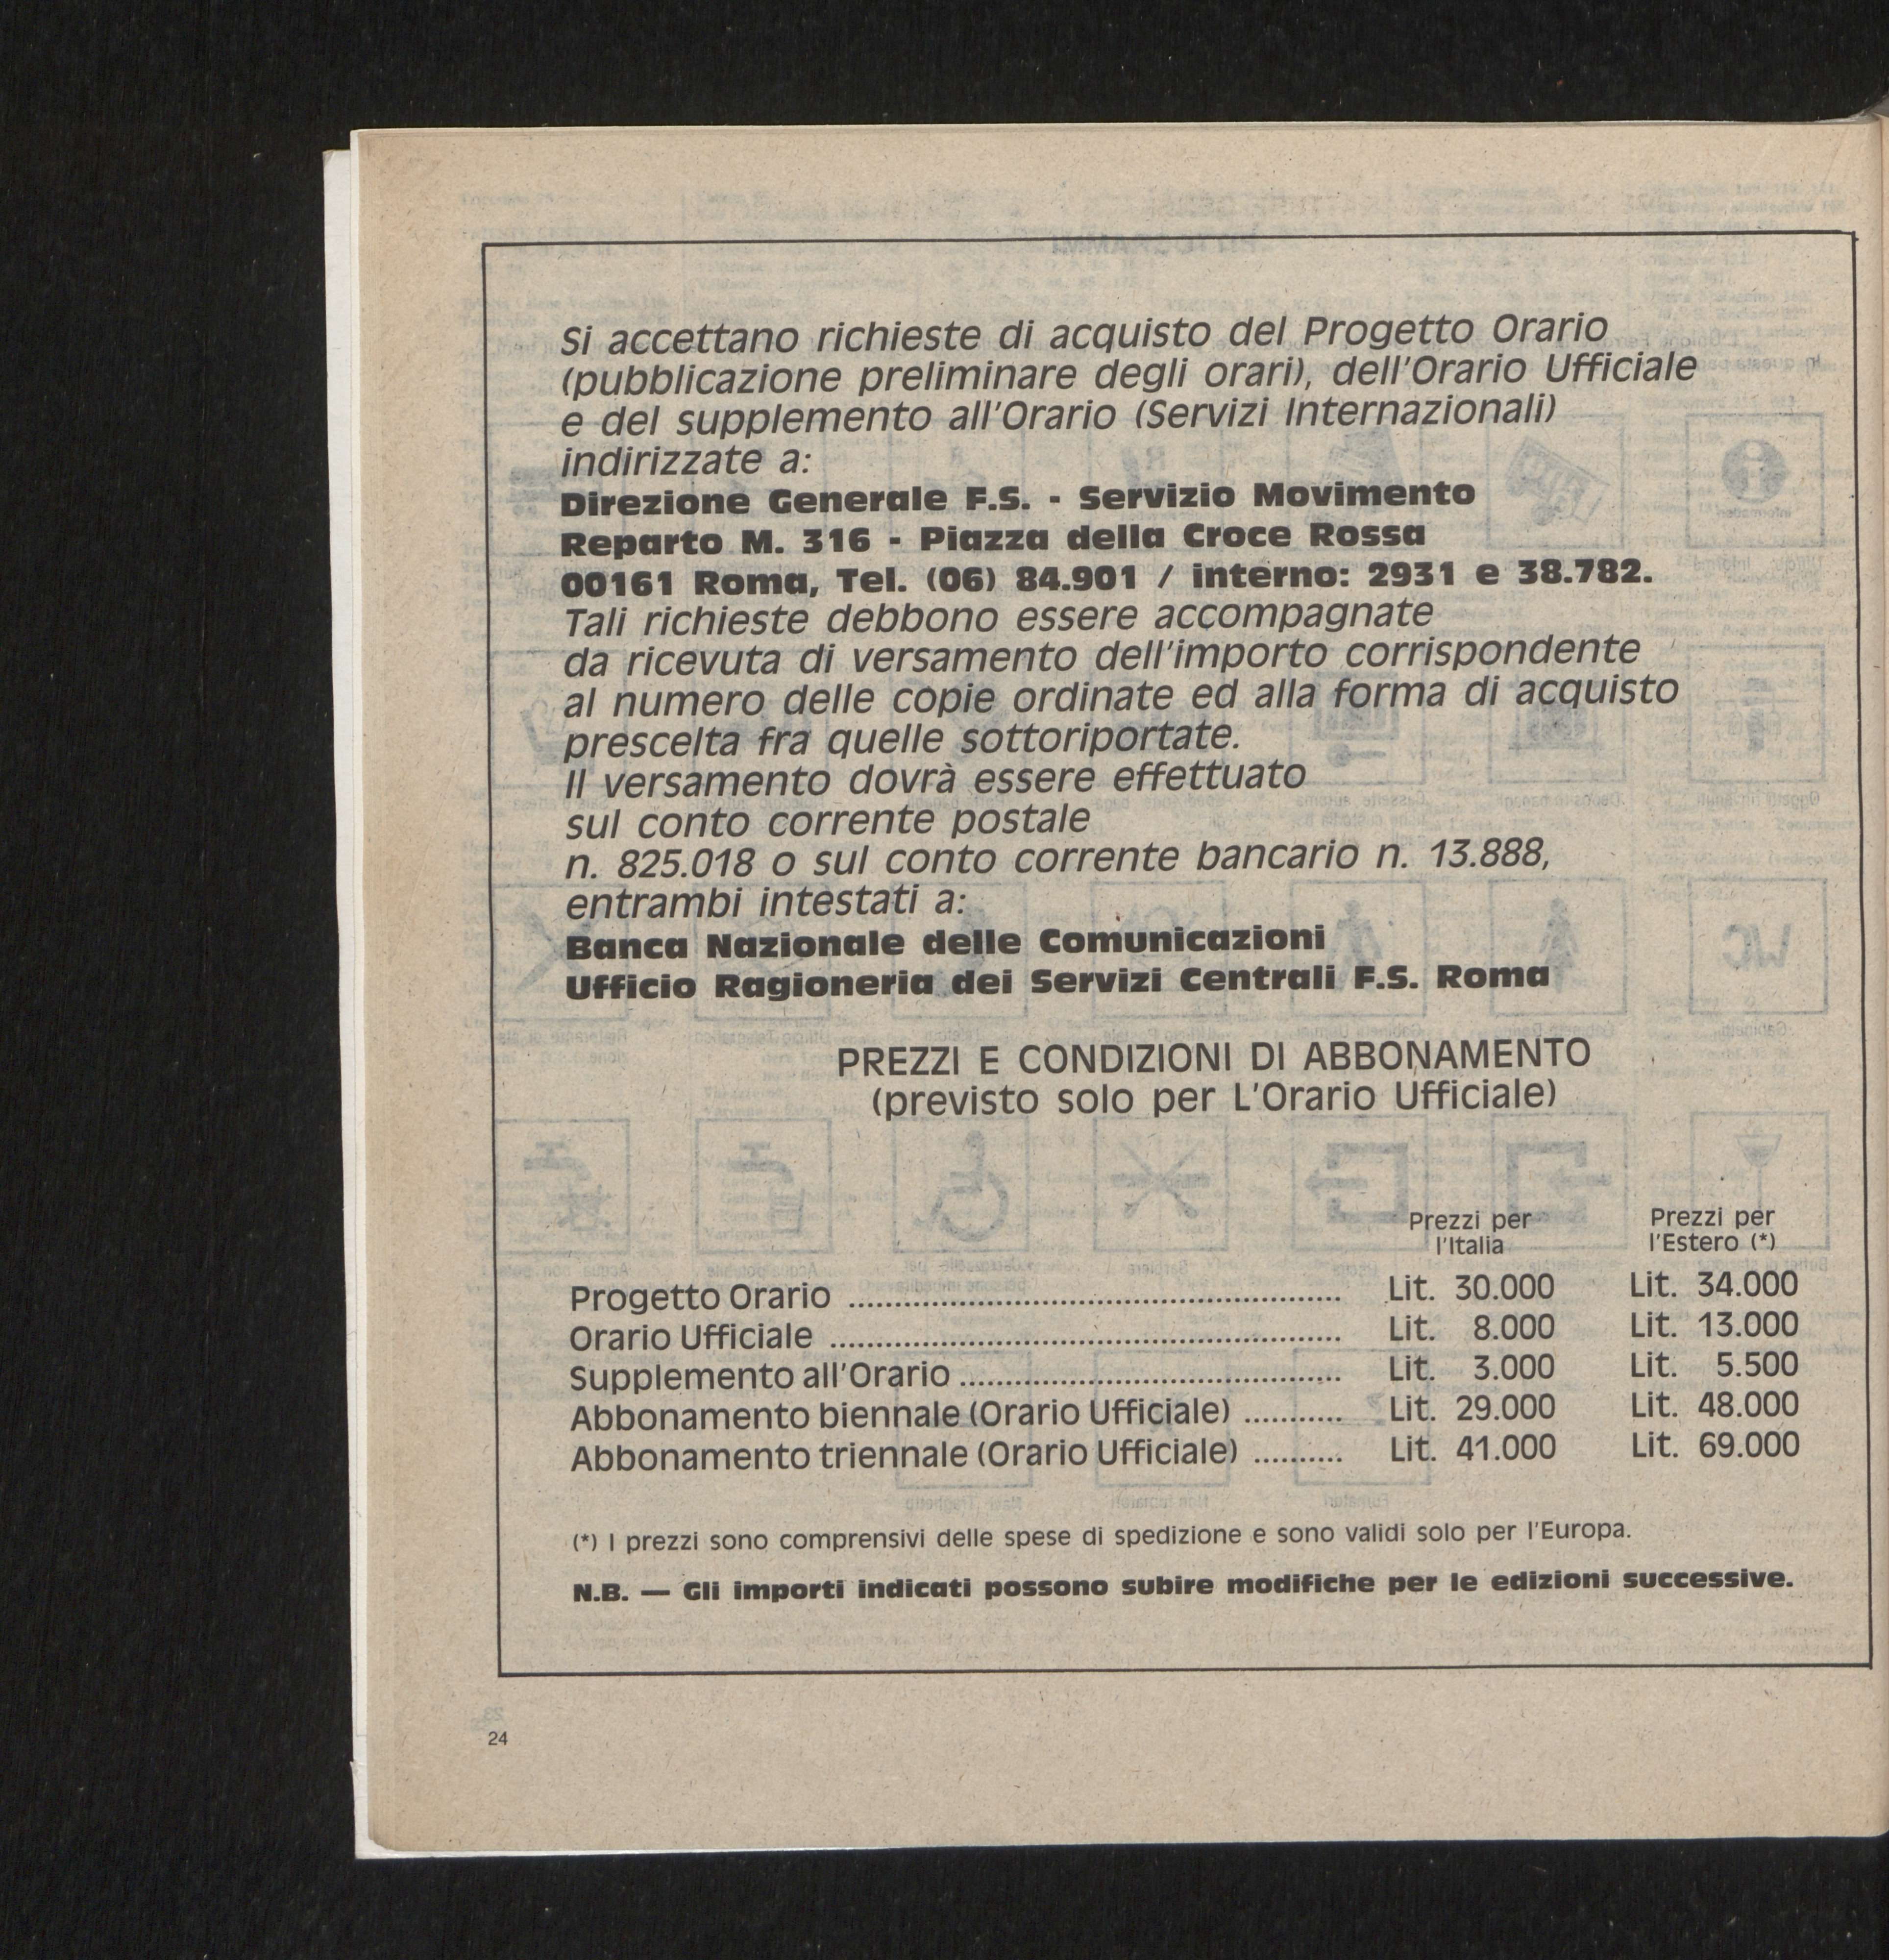 Si accettano richieste di acquisto del Progetto Orario
(pubblicazione preliminare degli orari), dell'Orario Ufficiale
e del supplemento all'Orario (Servizi Internazionali)
indirizzate a:
Direzione Generale F.S. - Servizio Movimento
Reparto M. 316 - Piazza della Croce Rossa
00161 Roma, Tel. (06) 84.901 / interno: 2931 e 38.782.
Tali richieste debbono essere accompagnate
da ricevuta di versamento dell'importo corrispondente
al numero delle copie ordinate ed alla forma di acquisto
prescelta fra quelle sottoriportate.
Il versamento dovrà essere effettuato
sul conto corrente postale
n. 825.018 o sul conto corrente bancario n. 13.888,
entrambi intestati a:
Banca Nazionale delle Comunicazioni
Ufficio Ragioneria dei Servizi Centrali F.S. Roma
PREZZI E CONDIZIONI DI ABBONAMENTO
(previsto solo per L'Orario Ufficiale)
Prezzi per l'Italia Prezzi per l'Estero (*)
Progetto Orario ........ Lit. 30.000 Lit. 34.000
Orario Ufficiale ........ Lit. 8.000 Lit. 13.000
Supplemento all'Orario ........ Lit. 3.000 Lit. 5.500
Abbonamento biennale (Orario Ufficiale) ........... Lit. 29.000 Lit. 48.000
Abbonamento triennale (Orario Ufficiale) .......... Lit. 41.000 Lit. 69.000
(*) I prezzi sono comprensivi delle spese di spedizione e sono validi solo per l'Europa.
N.B. — Gli importi indicati possono subire modifiche per le edizioni successive.
24